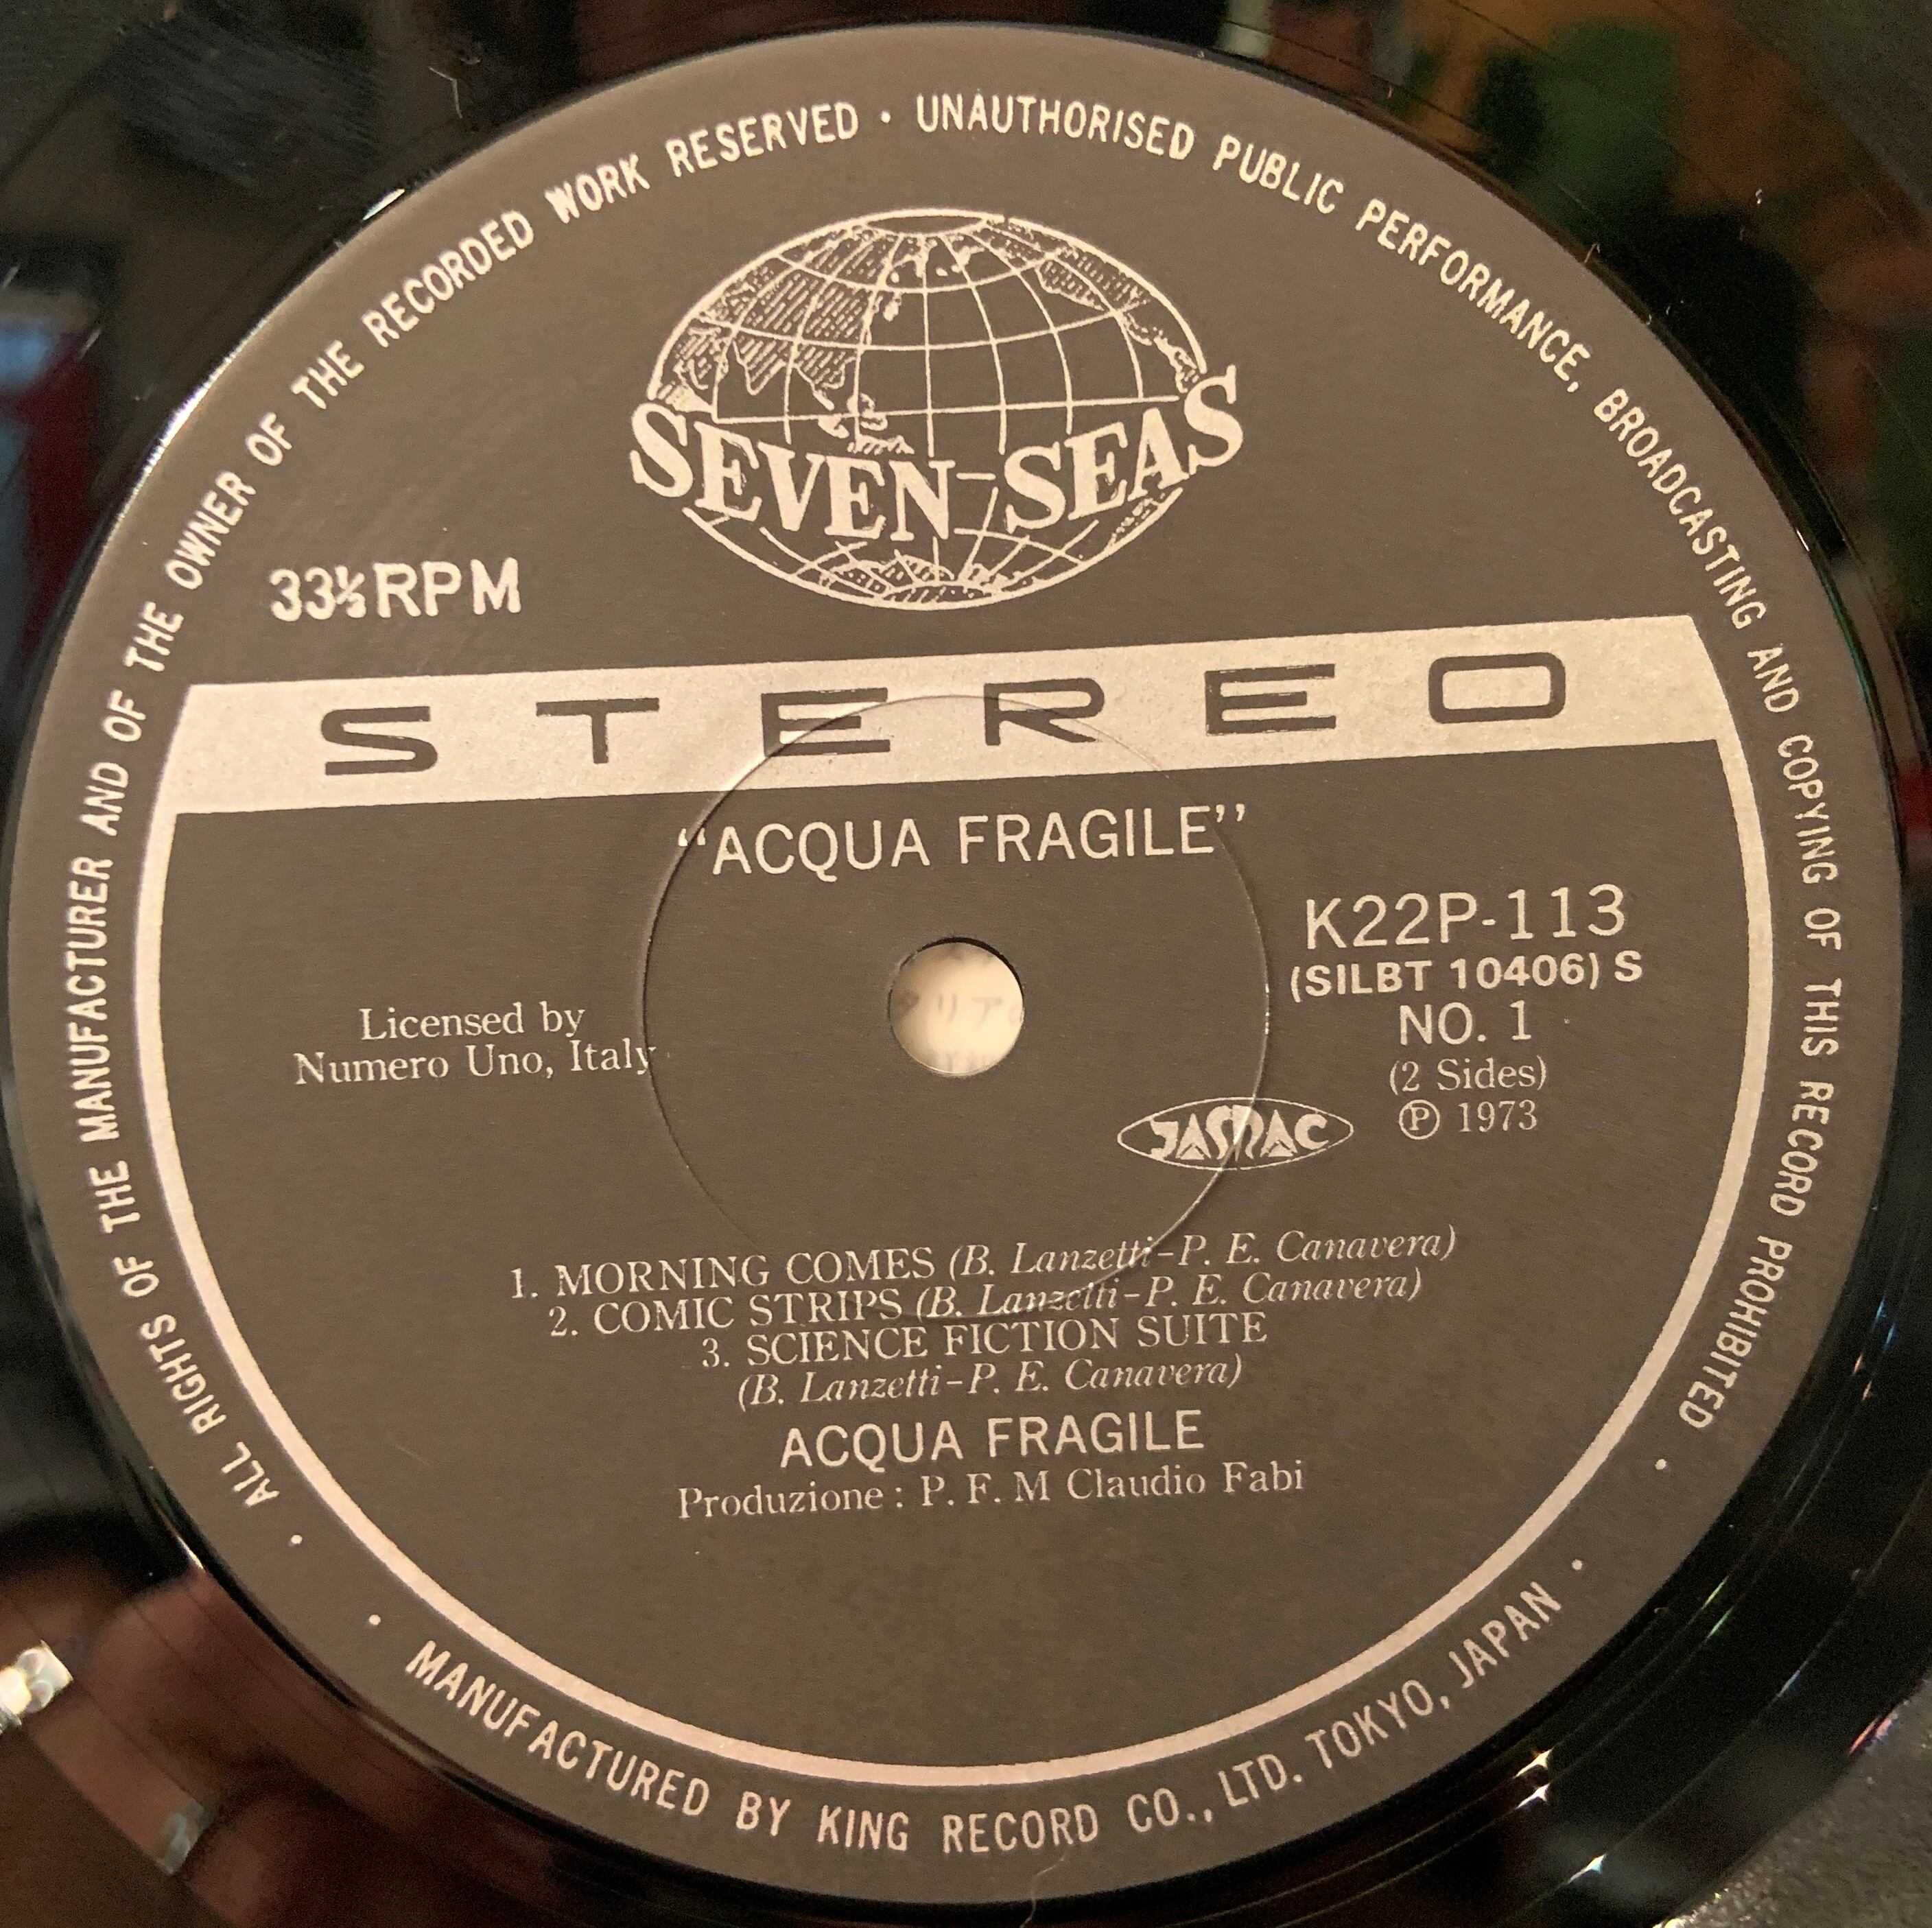 ALL RIGHTS OF THE MANUFACTURER AND OF THE OWNER OF THE RECORDED WORK RESERVED · UNAUTHORISED PUBLIC PERFORMANCE, BROADCASTING AND COPYING OF THIS RECORD PROHIBITED ·
SEVEN-SEAS
33⅓RPM
STEREO
“ACQUA FRAGILE”
K22P-113
(SILBT 10406) S
NO. 1
(2 Sides)
Ⓟ 1973
Licensed by
Numero Uno, Italy
JASRAC
リア
1. MORNING COMES (B. Lanzetti-P. E. Canavera)
2. COMIC STRIPS (B. Lanzetti-P. E. Canavera)
3. SCIENCE FICTION SUITE
(B. Lanzetti-P. E. Canavera)
ACQUA FRAGILE
Produzione : P. F. M Claudio Fabi
· MANUFACTURED BY KING RECORD CO., LTD. TOKYO, JAPAN ·